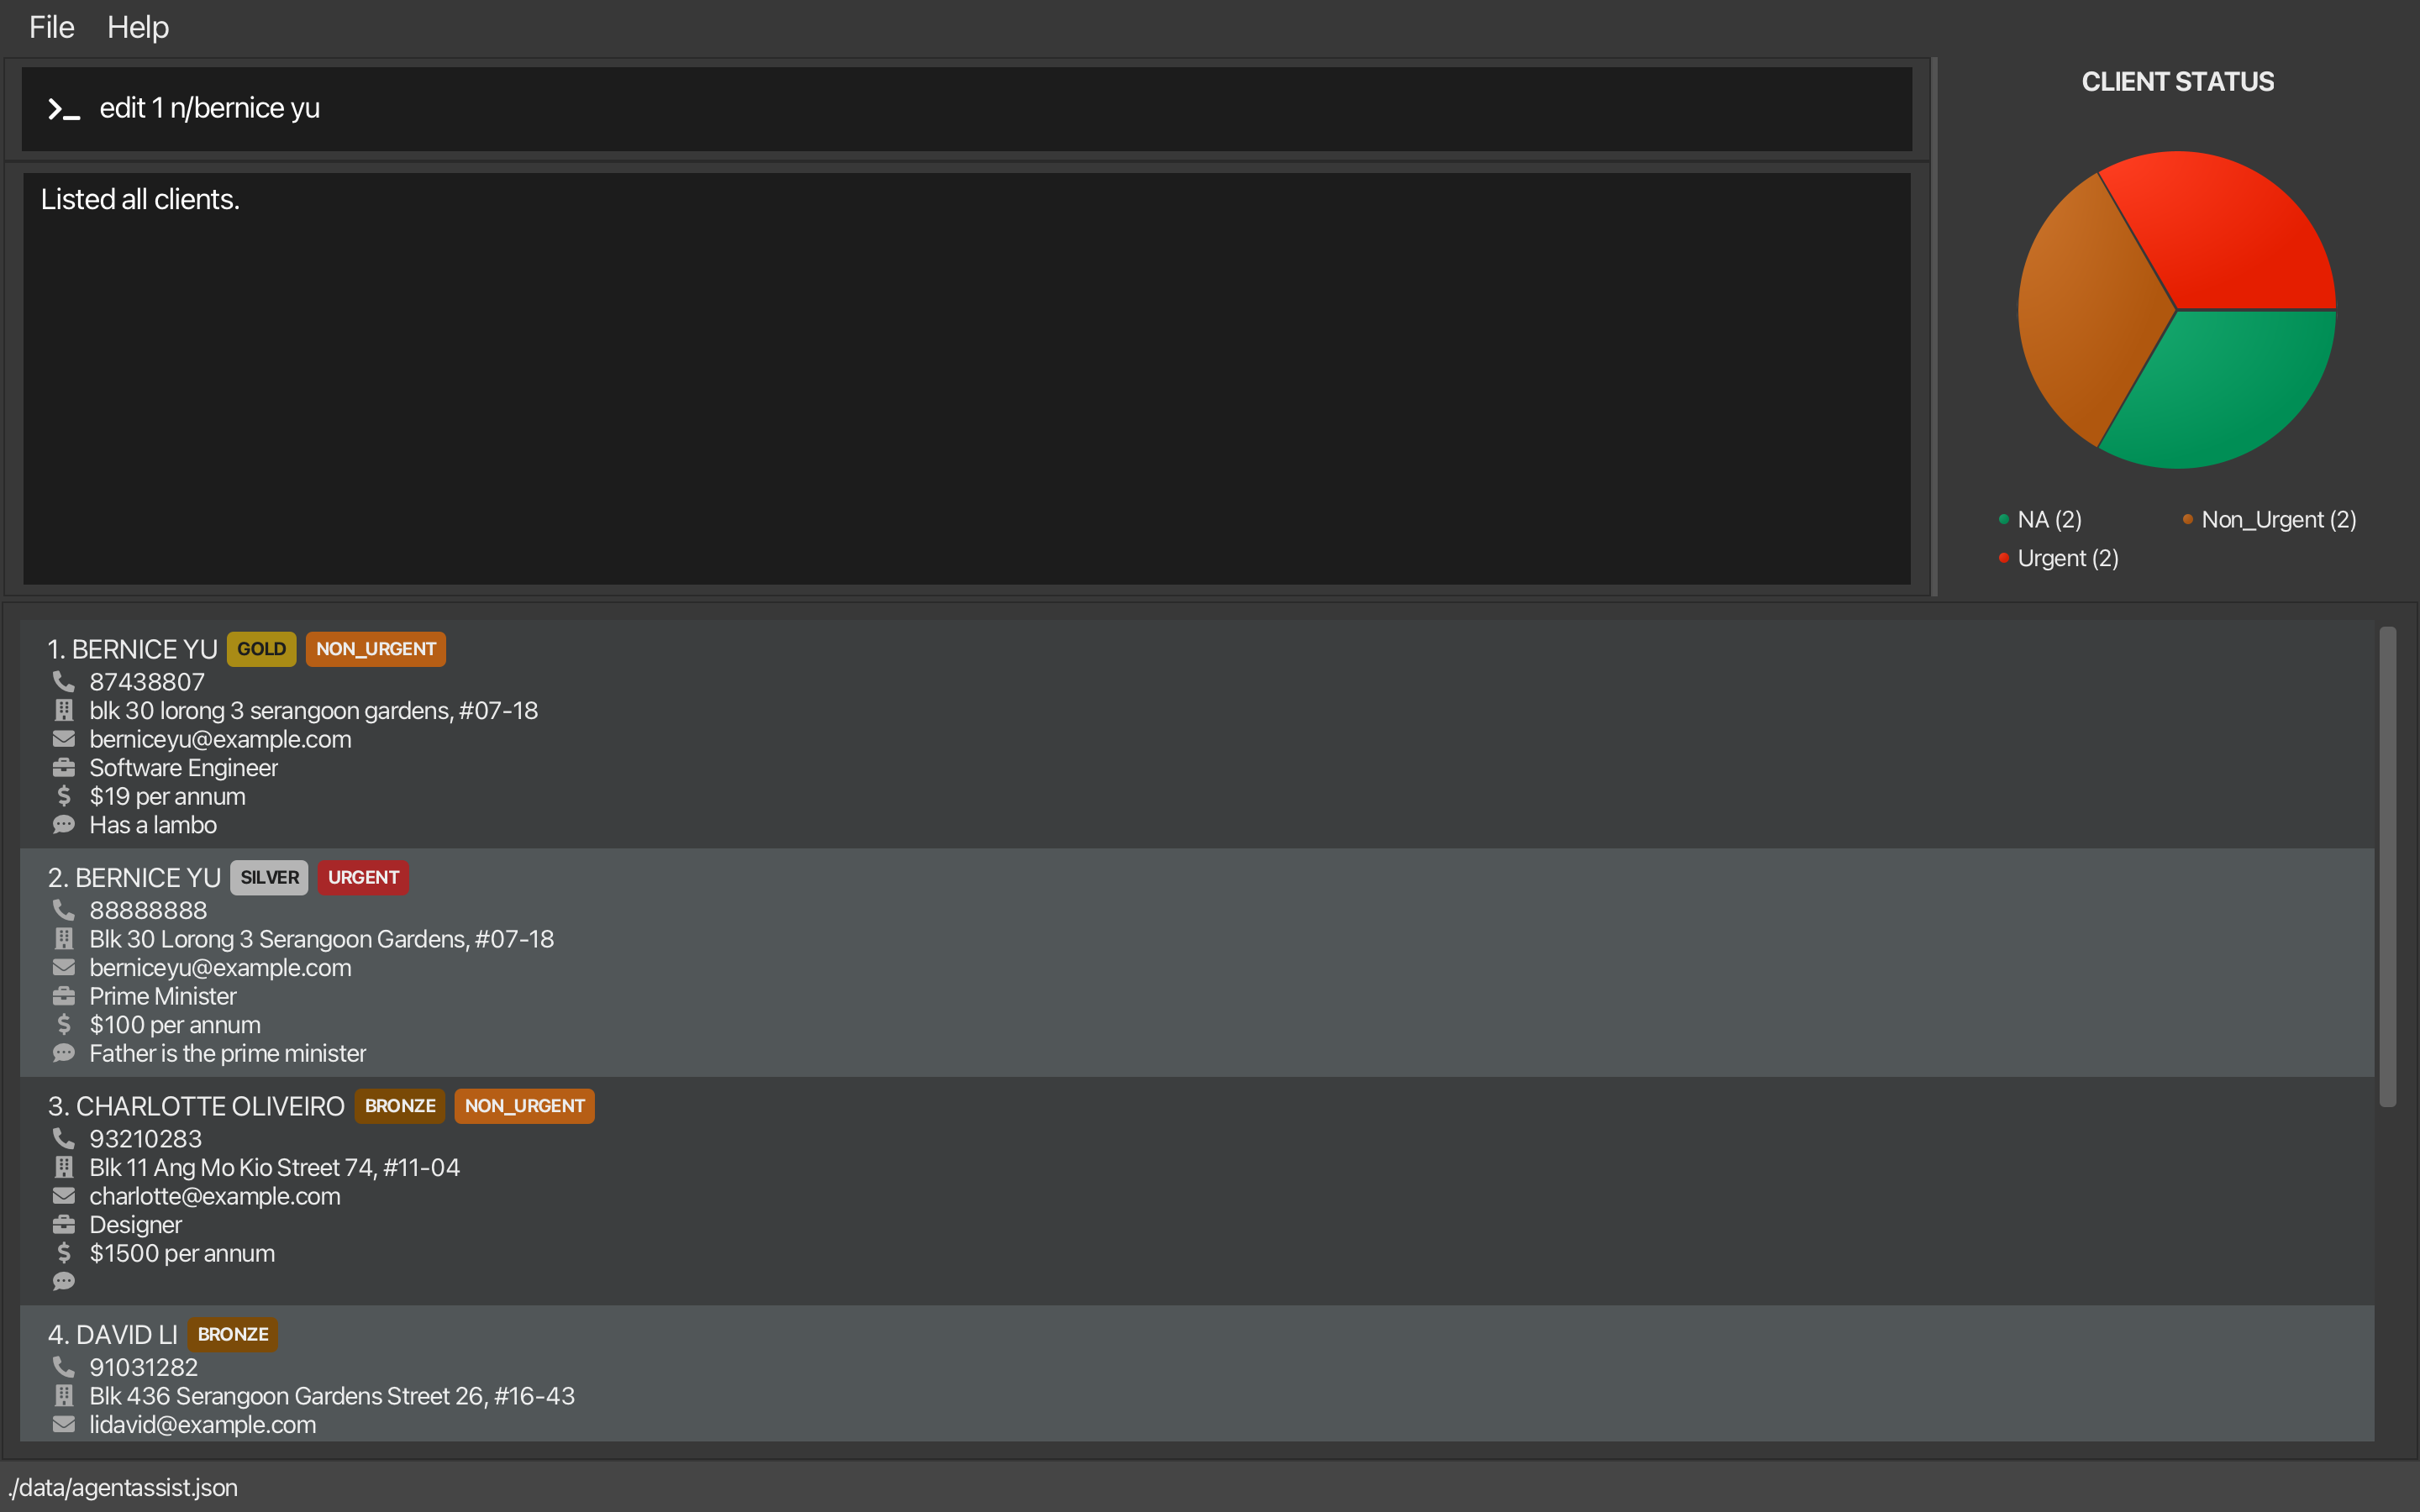 File Help
edit 1 n/bernice yu
Listed all clients.
CLIENT STATUS
NA (2) Non_Urgent (2)
Urgent (2)
1. BERNICE YU GOLD NON_URGENT
87438807
blk 30 lorong 3 serangoon gardens, #07-18
berniceyu@example.com
Software Engineer
$19 per annum
Has a lambo
2. BERNICE YU SILVER URGENT
88888888
Blk 30 Lorong 3 Serangoon Gardens, #07-18
berniceyu@example.com
Prime Minister
$100 per annum
Father is the prime minister
3. CHARLOTTE OLIVEIRO BRONZE NON_URGENT
93210283
Blk 11 Ang Mo Kio Street 74, #11-04
charlotte@example.com
Designer
$1500 per annum
4. DAVID LI BRONZE
91031282
Blk 436 Serangoon Gardens Street 26, #16-43
lidavid@example.com
./data/agentassist.json